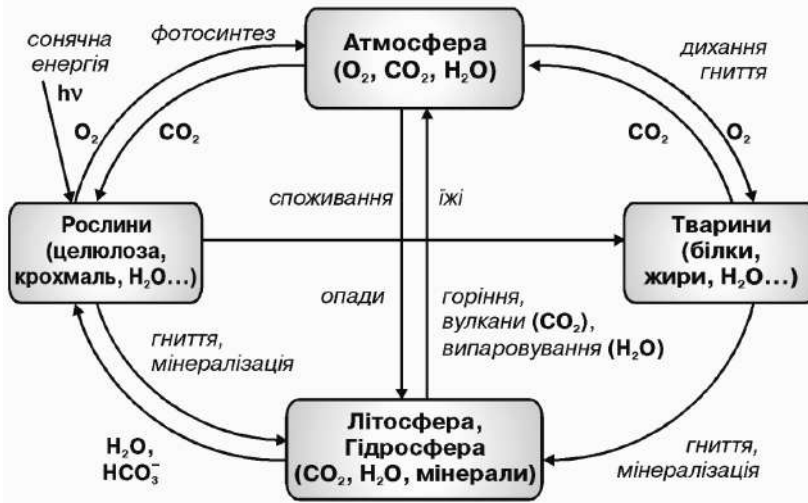 сонячна
енергія
hν
фотосинтез
Атмосфера
(O₂, CO₂, H₂O)
дихання
гниття
O₂
CO₂
CO₂
O₂
споживання
їжі
Рослини
(целюлоза,
крохмаль, H₂O...)
Тварини
(білки,
жири, H₂O...)
опади
горіння,
вулкани (CO₂),
випаровування (H₂O)
гниття,
мінералізація
Літосфера,
Гідросфера
(CO₂, H₂O, мінерали)
H₂O,
HCO₃⁻
гниття,
мінералізація